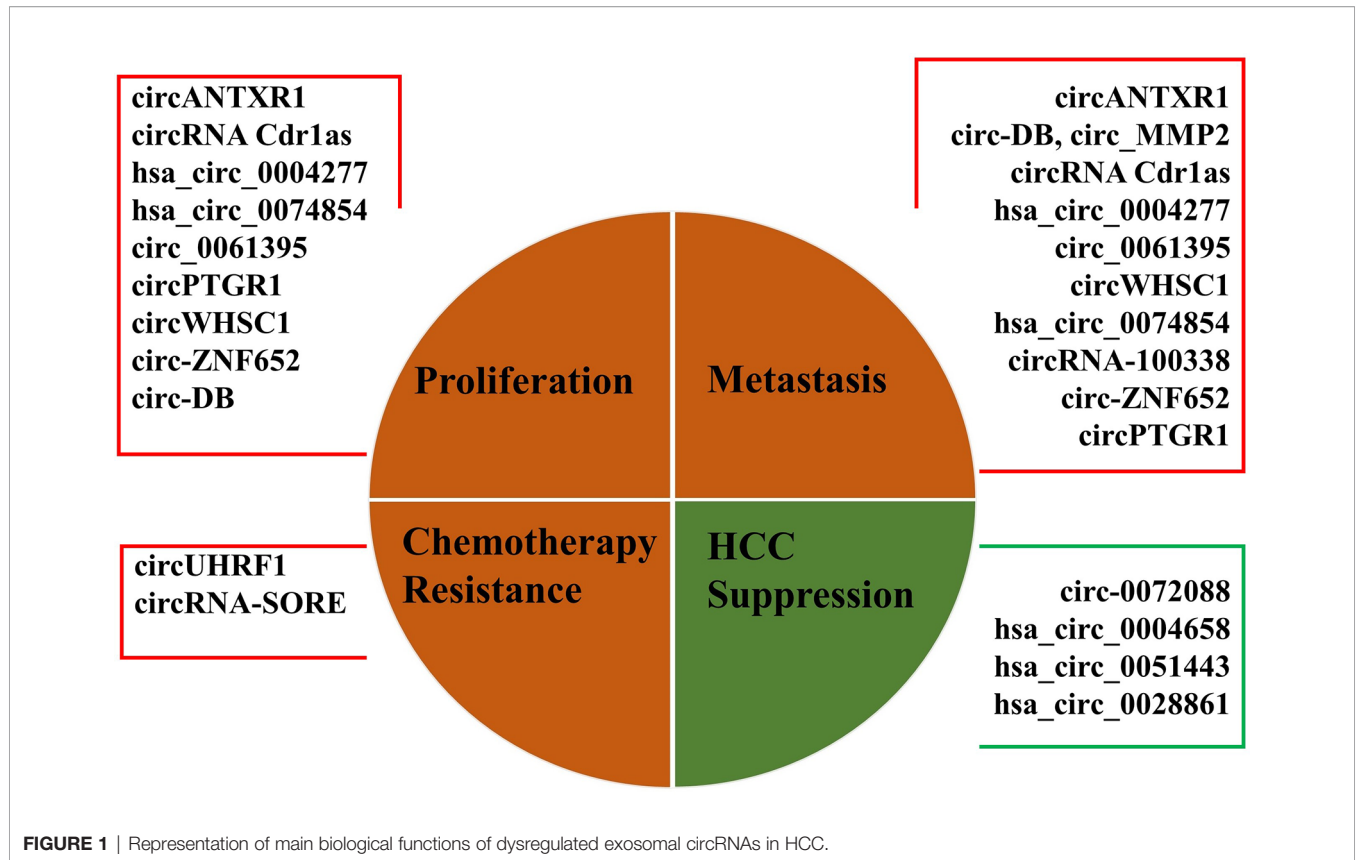 circANTXR1
circRNA Cdr1as
hsa_circ_0004277
hsa_circ_0074854
circ_0061395
circPTGR1
circWHSC1
circ-ZNF652
circ-DB
circANTXR1
circ-DB, circ_MMP2
circRNA Cdr1as
hsa_circ_0004277
circ_0061395
circWHSC1
hsa_circ_0074854
circRNA-100338
circ-ZNF652
circPTGR1
Proliferation
Metastasis
Chemotherapy
Resistance
HCC
Suppression
circUHRF1
circRNA-SORE
circ-0072088
hsa_circ_0004658
hsa_circ_0051443
hsa_circ_0028861
FIGURE 1 | Representation of main biological functions of dysregulated exosomal circRNAs in HCC.